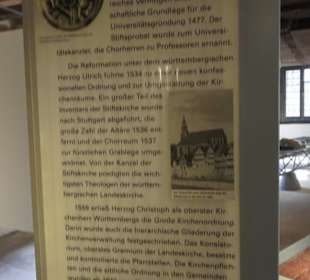 reiches Vermögen
schaftliche Grundlage für die
Universitätsgründung 1477. Der
Stiftsprobst wurde zum Universi-
tätskanzler, die Chorherren zu Professoren ernannt.
Die Reformation unter dem württembergischen
Herzog Ulrich führte 1534 zu einer neuen konfes-
sionellen Ordnung und zur Umgestaltung der Kir-
chenräume. Ein großer Teil des
Inventars der Stiftskirche wurde
nach Stuttgart abgeführt, die
große Zahl der Altäre 1536 ent-
fernt und der Chorraum 1537
zur fürstlichen Grablege umge-
widmet. Von der Kanzel der
Stiftskirche predigten die wich-
tigsten Theologen der württem-
bergischen Landeskirche.
1559 erließ Herzog Christoph als oberster Kir-
chenherr Württembergs die Große Kirchenordnung.
Darin wurde auch die hierarchische Gliederung der
Kirchenverwaltung festgeschrieben. Das Konsisto-
rium, oberstes Gremium der Landeskirche, besetzte
und kontrollierte die Pfarrstellen. Die Kirchenpflege
und die sittliche Ordnung in den Gemeinden